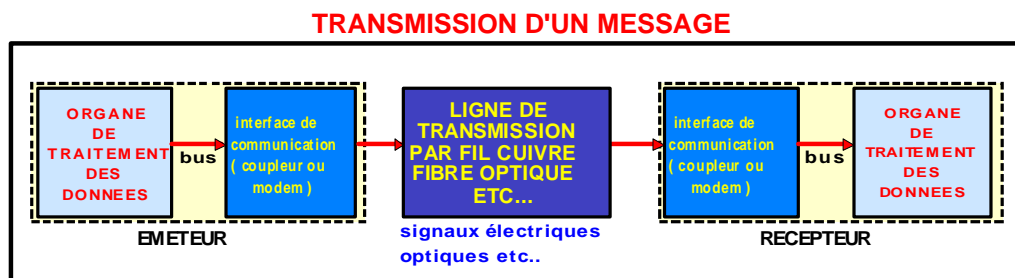 TRANSMISSION D'UN MESSAGE
ORGANE
DE
TRAITEMENT
DES
DONNEES
bus
interface de
communication
( coupleur ou
modem )
EMETEUR
LIGNE DE
TRANSMISSION
PAR FIL CUIVRE
FIBRE OPTIQUE
ETC...
signaux électriques
optiques etc..
interface de
communication
( coupleur ou
modem )
bus
ORGANE
DE
TRAITEMENT
DES
DONNEES
RECEPTEUR